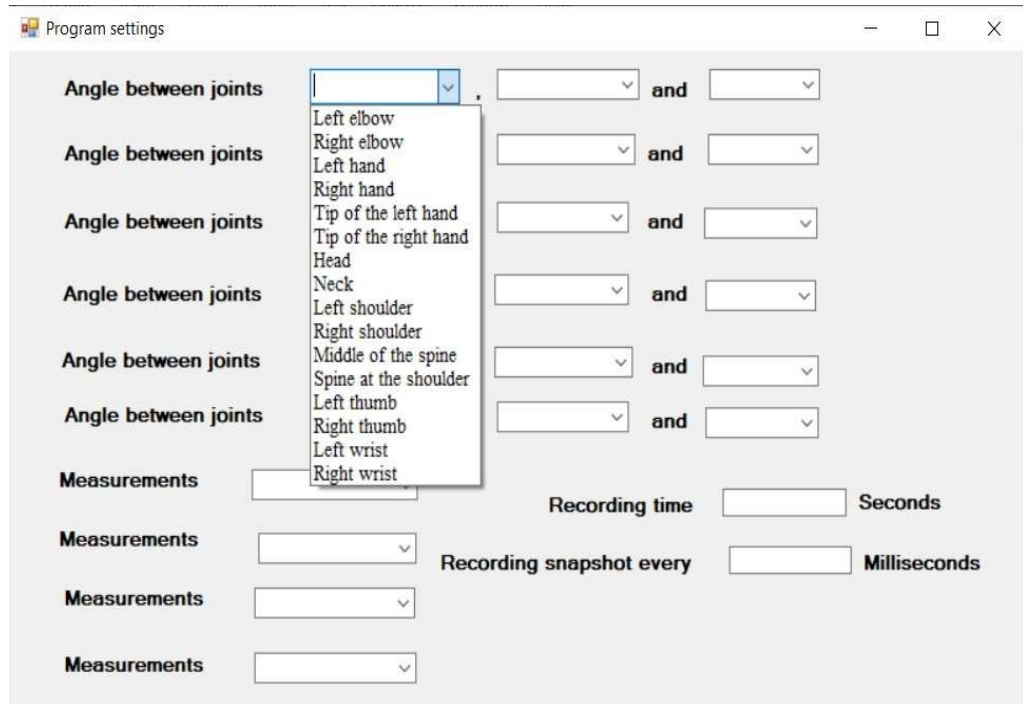 Program settings
Angle between joints , and
Left elbow
Right elbow
Angle between joints and
Left hand
Right hand
Tip of the left hand
Angle between joints and
Tip of the right hand
Head
Neck
Angle between joints and
Left shoulder
Right shoulder
Middle of the spine
Angle between joints and
Spine at the shoulder
Left thumb
Angle between joints and
Right thumb
Left wrist
Right wrist
Measurements
Recording time Seconds
Measurements
Recording snapshot every Milliseconds
Measurements
Measurements